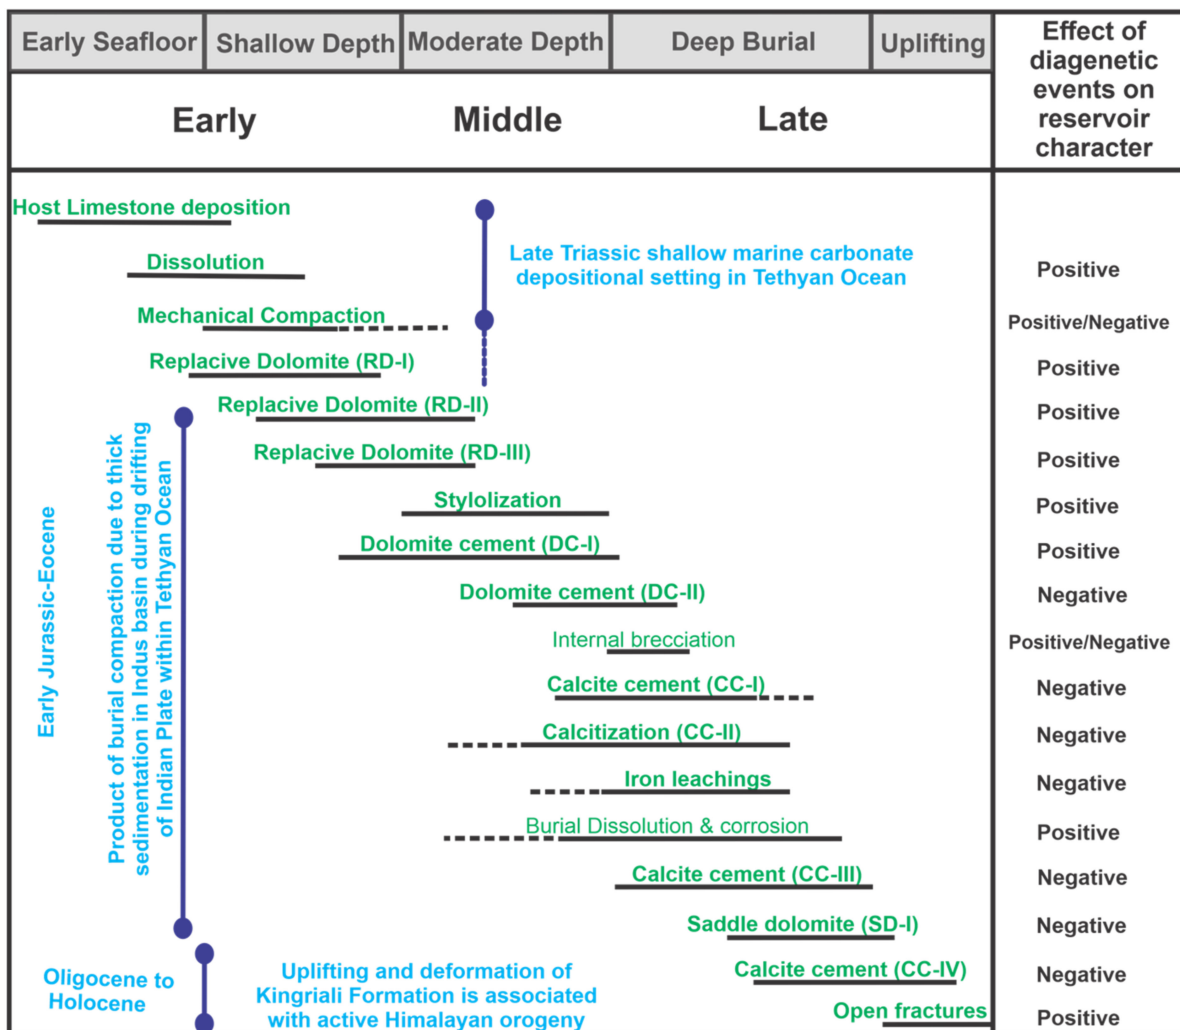 Early Seafloor
Shallow Depth
Moderate Depth
Deep Burial
Uplifting
Effect of
diagenetic
events on
reservoir
character
Early
Middle
Late
Host Limestone deposition
Late Triassic shallow marine carbonate
depositional setting in Tethyan Ocean
Dissolution
Positive
Mechanical Compaction
Positive/Negative
Replacive Dolomite (RD-I)
Positive
Replacive Dolomite (RD-II)
Positive
Replacive Dolomite (RD-III)
Positive
Stylolization
Positive
Dolomite cement (DC-I)
Positive
Dolomite cement (DC-II)
Negative
Internal brecciation
Positive/Negative
Calcite cement (CC-I)
Negative
Calcitization (CC-II)
Negative
Iron leachings
Negative
Burial Dissolution & corrosion
Positive
Calcite cement (CC-III)
Negative
Saddle dolomite (SD-I)
Negative
Calcite cement (CC-IV)
Negative
Open fractures
Positive
Early Jurassic-Eocene
Product of burial compaction due to thick
sedimentation in Indus basin during drifting
of Indian Plate within Tethyan Ocean
Oligocene to
Holocene
Uplifting and deformation of
Kingriali Formation is associated
with active Himalayan orogeny